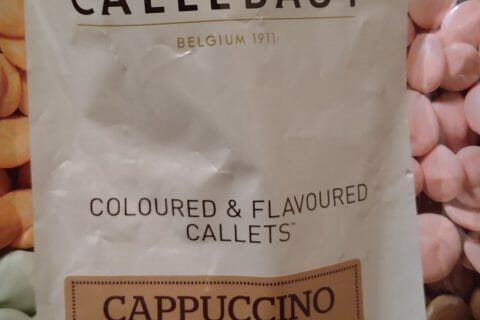 CALLEBAUT
BELGIUM 1911
COLOURED & FLAVOURED
CALLETS™
CAPPUCCINO